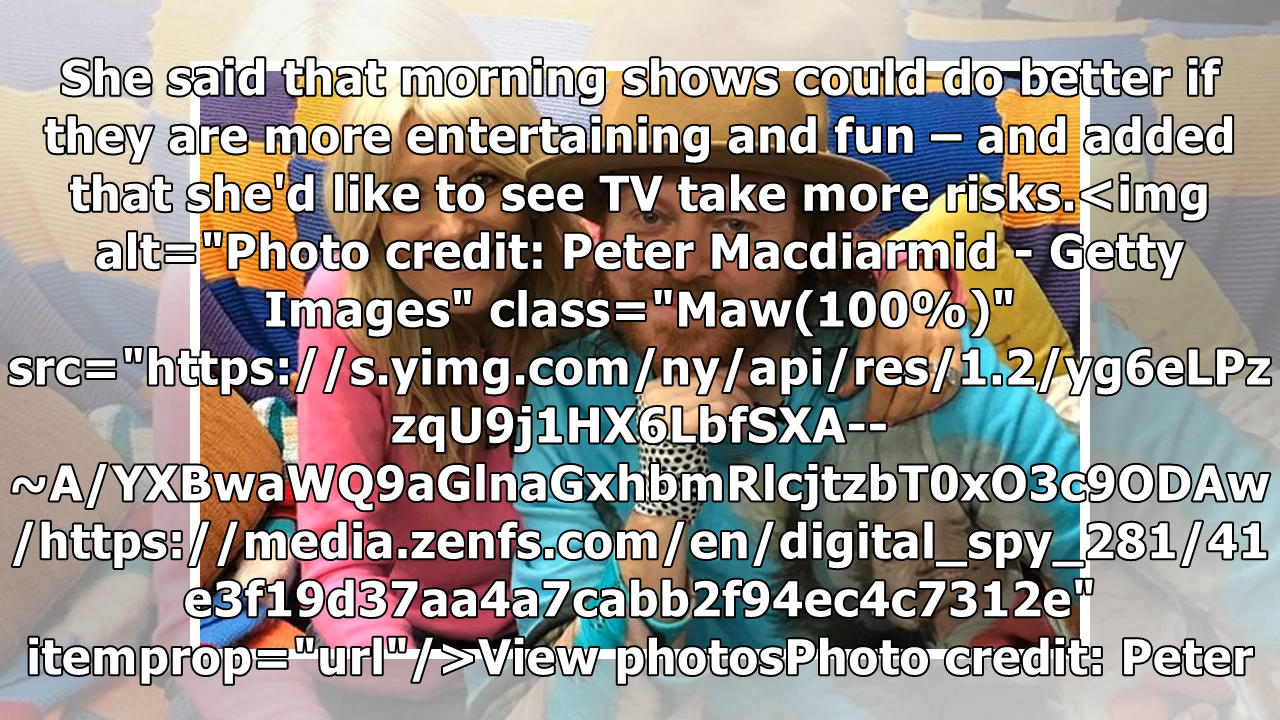 She said that morning shows could do better if
they are more entertaining and fun – and added
that she'd like to see TV take more risks.<img
alt="Photo credit: Peter Macdiarmid - Getty
Images" class="Maw(100%)"
src="https://s.yimg.com/ny/api/res/1.2/yg6eLPz
zqU9j1HX6LbfSXA--
~A/YXBwaWQ9aGlnaGxhbmRlcjtzbT0xO3c9ODAw
/https://media.zenfs.com/en/digital_spy_281/41
e3f19d37aa4a7cabb2f94ec4c7312e"
itemprop="url"/>View photosPhoto credit: Peter